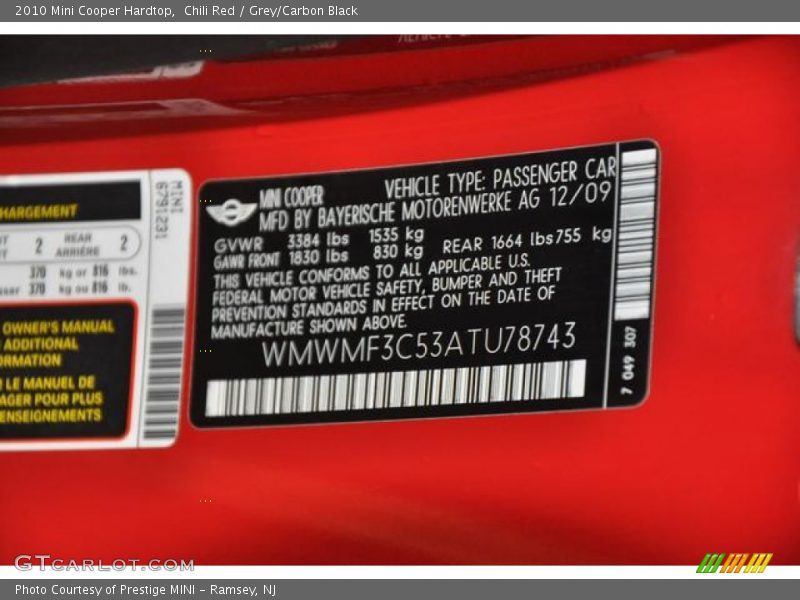 2010 Mini Cooper Hardtop,  Chili Red / Grey/Carbon Black
HARGEMENT
2 REAR ARRIÈRE 2
370 kg or 816 lbs.
370 kg ou 816 lb.
OWNER'S MANUAL
ADDITIONAL
LE MANUEL DE
AGER POUR PLUS
ENSEIGNEMENTS
MINI
6791231
MINI COOPER VEHICLE TYPE: PASSENGER CAR
MFD BY BAYERISCHE MOTORENWERKE AG 12/09
GVWR 3384 lbs 1535 kg
GAWR FRONT 1830 lbs 830 kg REAR 1664 lbs 755 kg
THIS VEHICLE CONFORMS TO ALL APPLICABLE U.S.
FEDERAL MOTOR VEHICLE SAFETY, BUMPER AND THEFT
PREVENTION STANDARDS IN EFFECT ON THE DATE OF
MANUFACTURE SHOWN ABOVE.
WMWMF3C53ATU78743
7 049 307
GTCARLOT.COM
Photo Courtesy of Prestige MINI - Ramsey, NJ